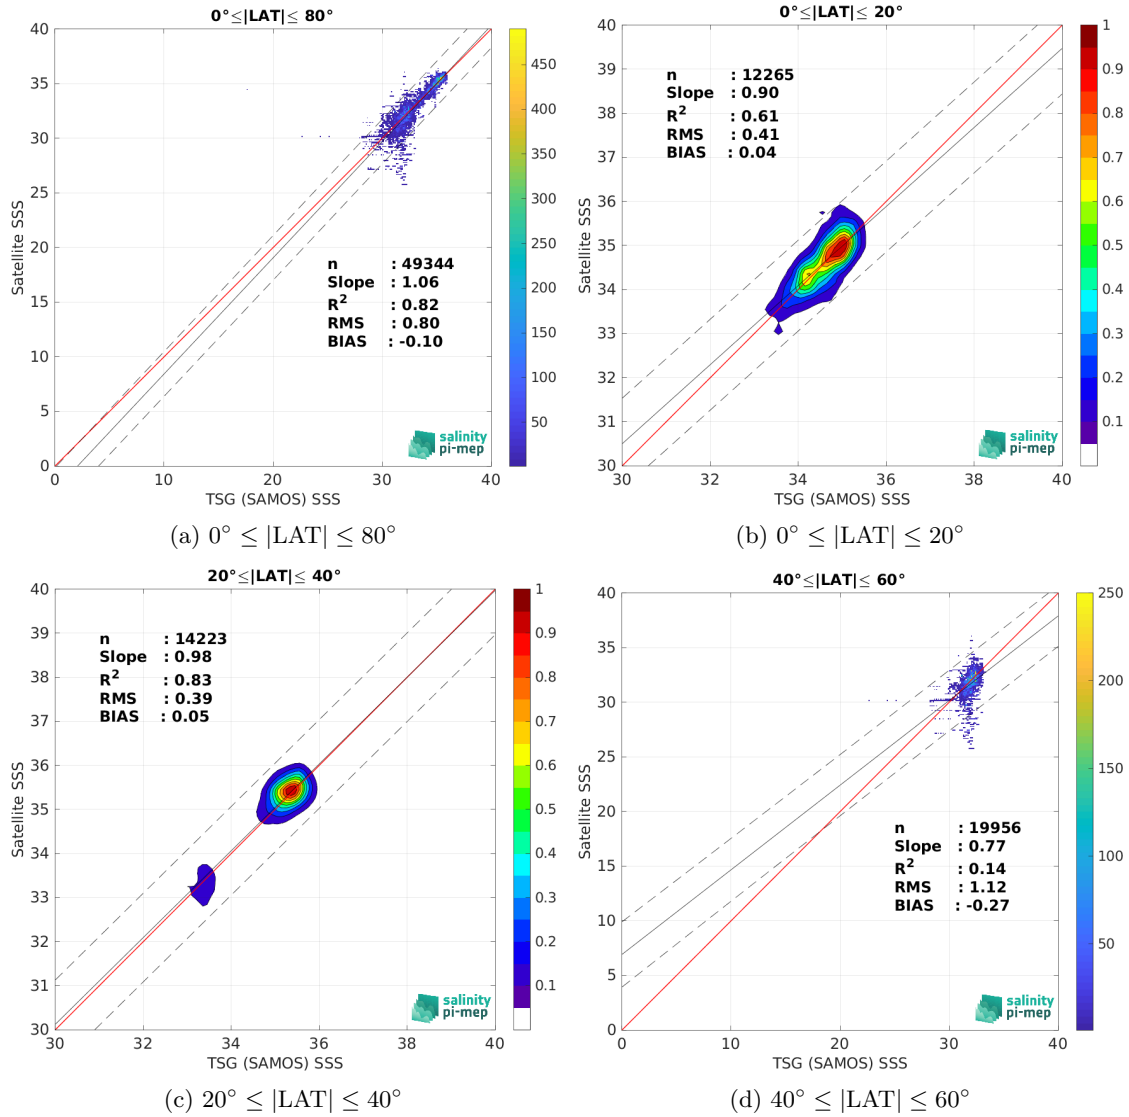 0°≤|LAT|≤ 80°
40
35
30
25
20
15
10
5
0
0 10 20 30 40
Satellite SSS
TSG (SAMOS) SSS
n : 49344
Slope : 1.06
R² : 0.82
RMS : 0.80
BIAS : -0.10
salinity
pi-mep
450
400
350
300
250
200
150
100
50
(a) 0° ≤ |LAT| ≤ 80°
0°≤|LAT|≤ 20°
40
39
38
37
36
35
34
33
32
31
30
30 32 34 36 38 40
Satellite SSS
TSG (SAMOS) SSS
n : 12265
Slope : 0.90
R² : 0.61
RMS : 0.41
BIAS : 0.04
salinity
pi-mep
1
0.9
0.8
0.7
0.6
0.5
0.4
0.3
0.2
0.1
(b) 0° ≤ |LAT| ≤ 20°
20°≤|LAT|≤ 40°
40
39
38
37
36
35
34
33
32
31
30
30 32 34 36 38 40
Satellite SSS
TSG (SAMOS) SSS
n : 14223
Slope : 0.98
R² : 0.83
RMS : 0.39
BIAS : 0.05
salinity
pi-mep
1
0.9
0.8
0.7
0.6
0.5
0.4
0.3
0.2
0.1
(c) 20° ≤ |LAT| ≤ 40°
40°≤|LAT|≤ 60°
40
35
30
25
20
15
10
5
0
0 10 20 30 40
Satellite SSS
TSG (SAMOS) SSS
n : 19956
Slope : 0.77
R² : 0.14
RMS : 1.12
BIAS : -0.27
salinity
pi-mep
250
200
150
100
50
(d) 40° ≤ |LAT| ≤ 60°